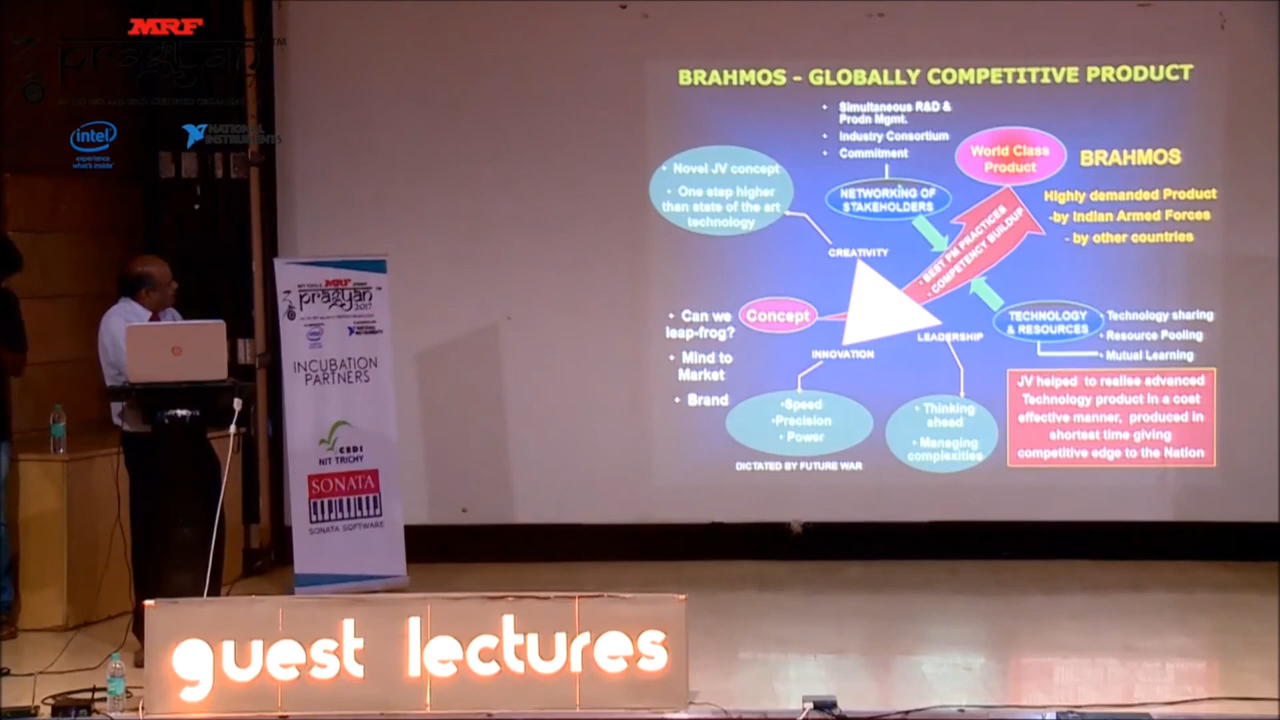 MRF
pragyan
TM
intel
experience
what's inside
NATIONAL
INSTRUMENTS
MRF
pragyan
2017
NATIONAL
INSTRUMENTS
INCUBATION
PARTNERS
CEDI
NIT TRICHY
SONATA
SONATA SOFTWARE
guest lectures
BRAHMOS - GLOBALLY COMPETITIVE PRODUCT
• Simultaneous R&D &
Prodn Mgmt.
• Industry Consortium
• Commitment
• Novel JV concept
• One step higher
than state of the art
technology
NETWORKING OF
STAKEHOLDERS
World Class
Product
BRAHMOS
Highly demanded Product
-by Indian Armed Forces
- by other countries
CREATIVITY
• BEST PM PRACTICES
• COMPETENCY BUILDUP
Concept
• Can we
leap-frog?
• Mind to
Market
• Brand
INNOVATION
LEADERSHIP
TECHNOLOGY
& RESOURCES
• Technology sharing
• Resource Pooling
• Mutual Learning
•Speed
•Precision
• Power
DICTATED BY FUTURE WAR
• Thinking
ahead
• Managing
complexities
JV helped to realise advanced
Technology product in a cost
effective manner, produced in
shortest time giving
competitive edge to the Nation